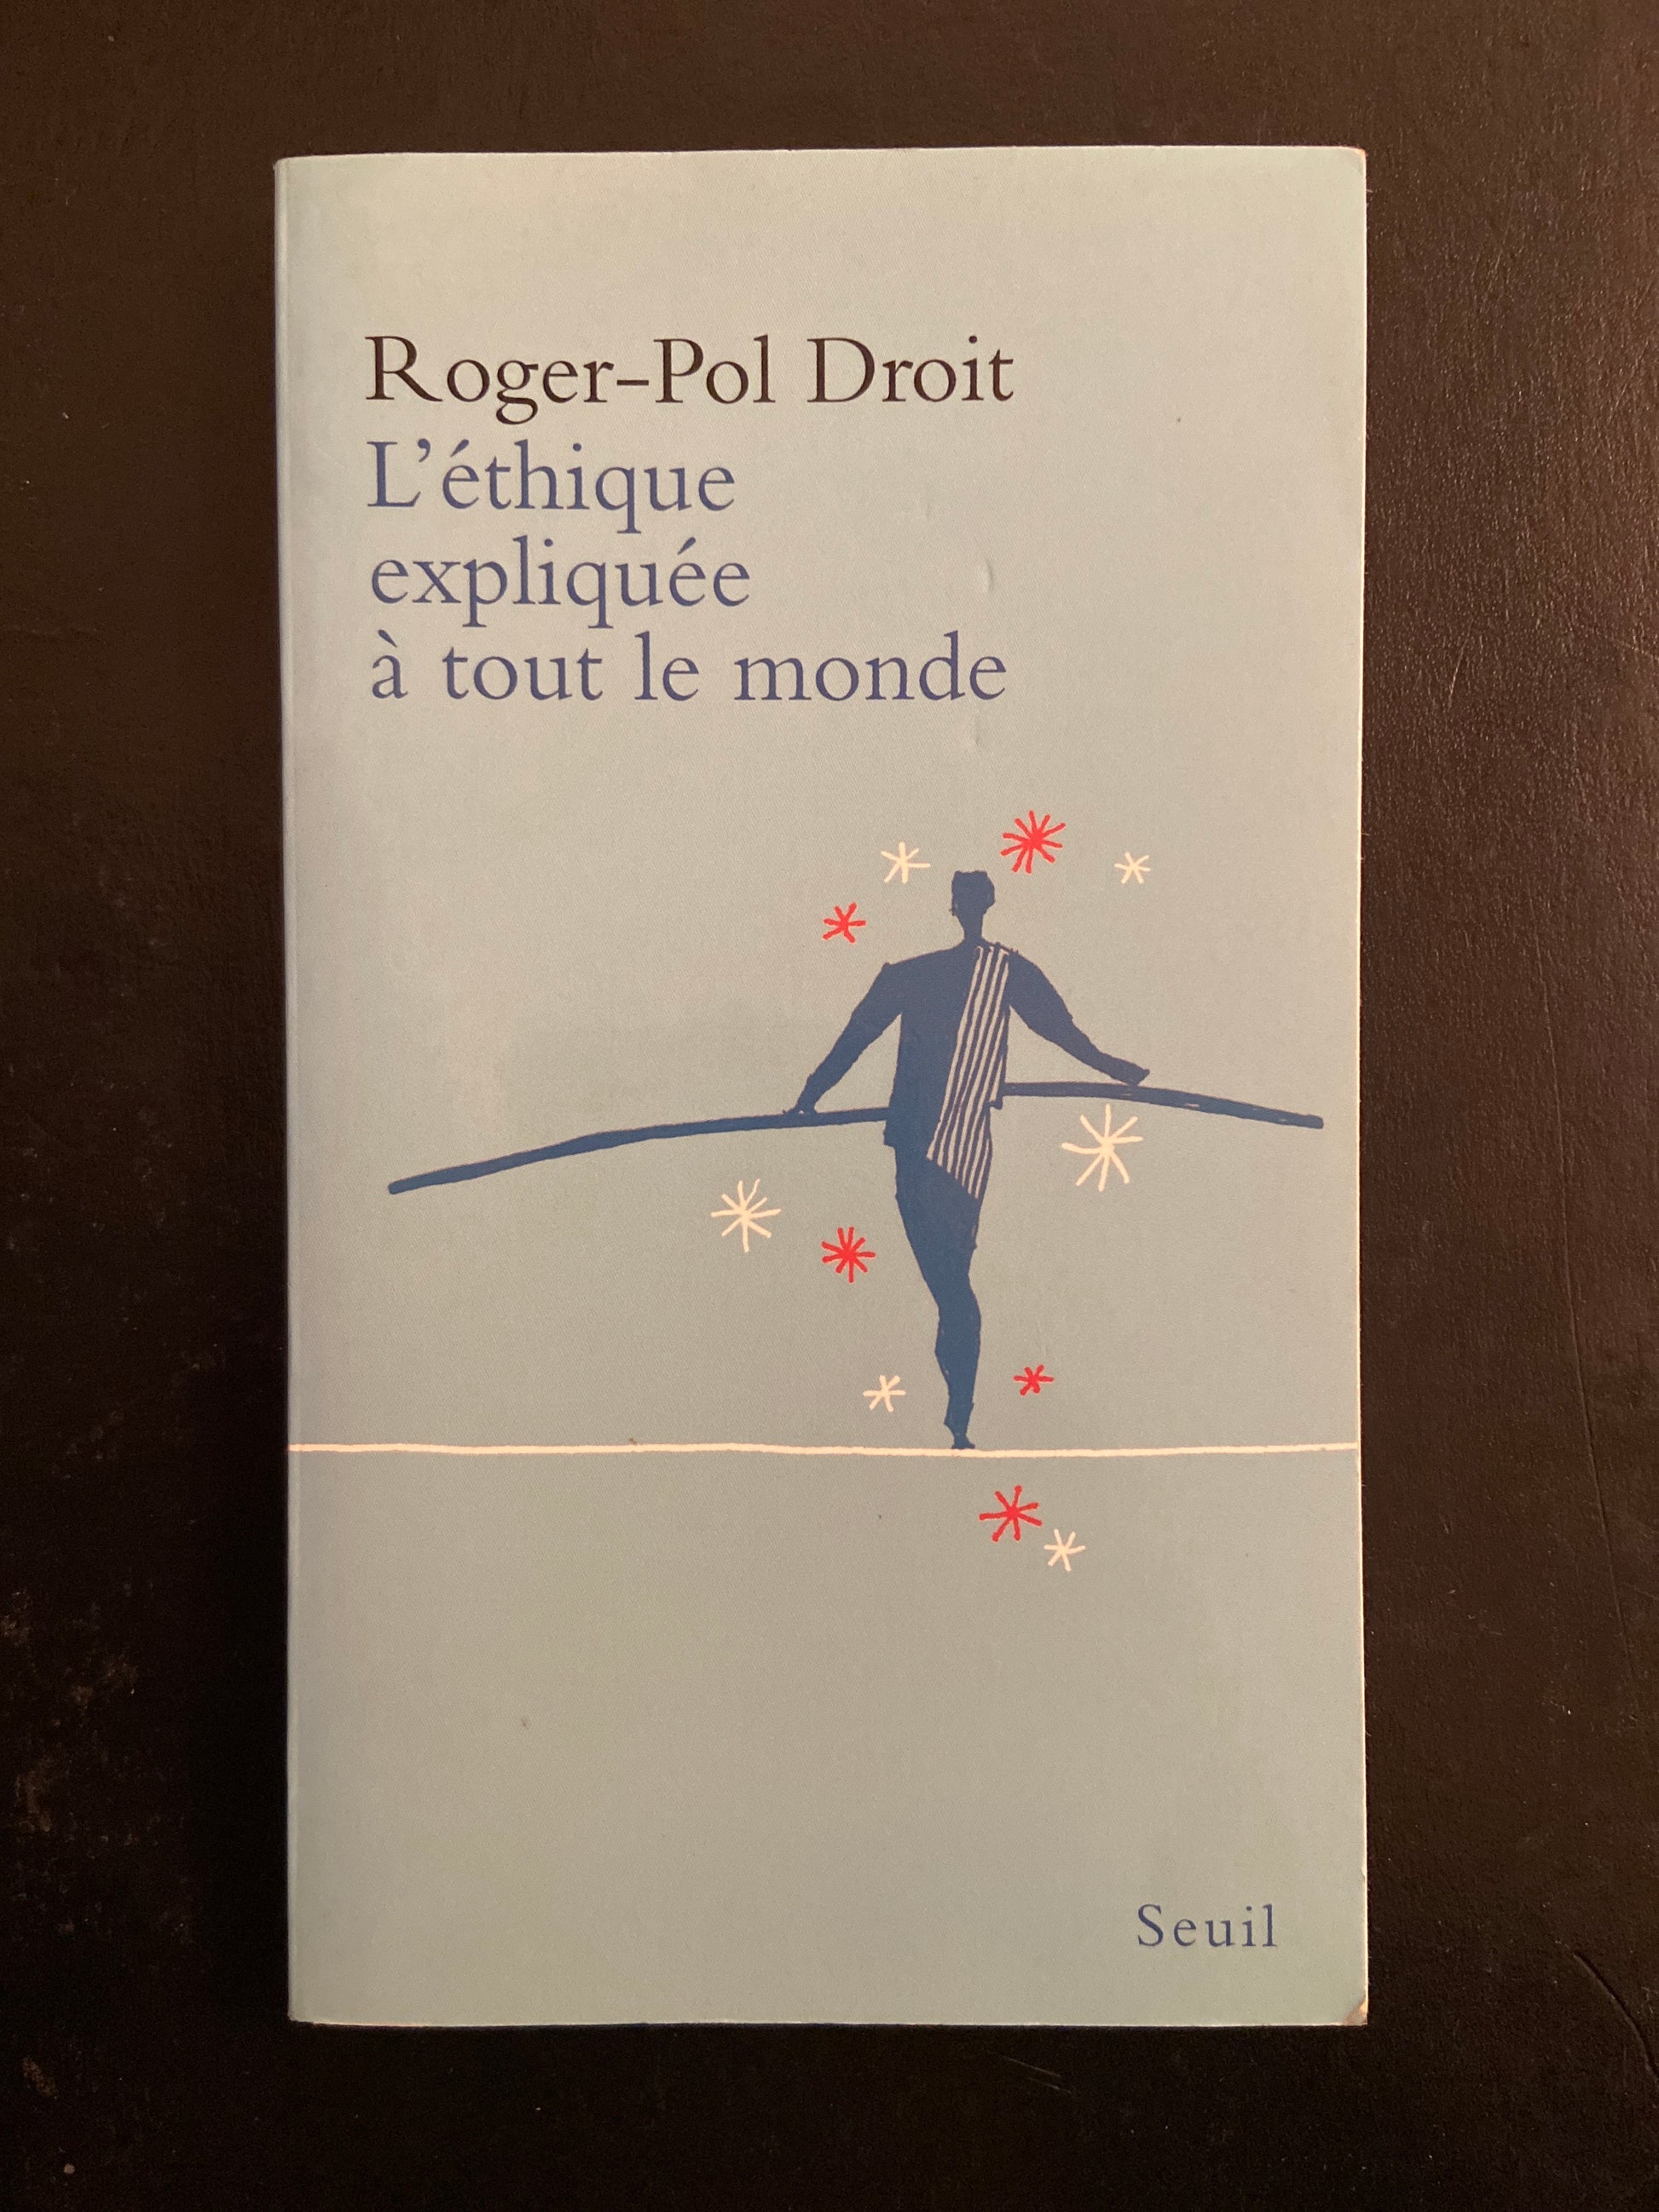 Roger-Pol Droit
L’éthique
expliquée
à tout le monde
Seuil